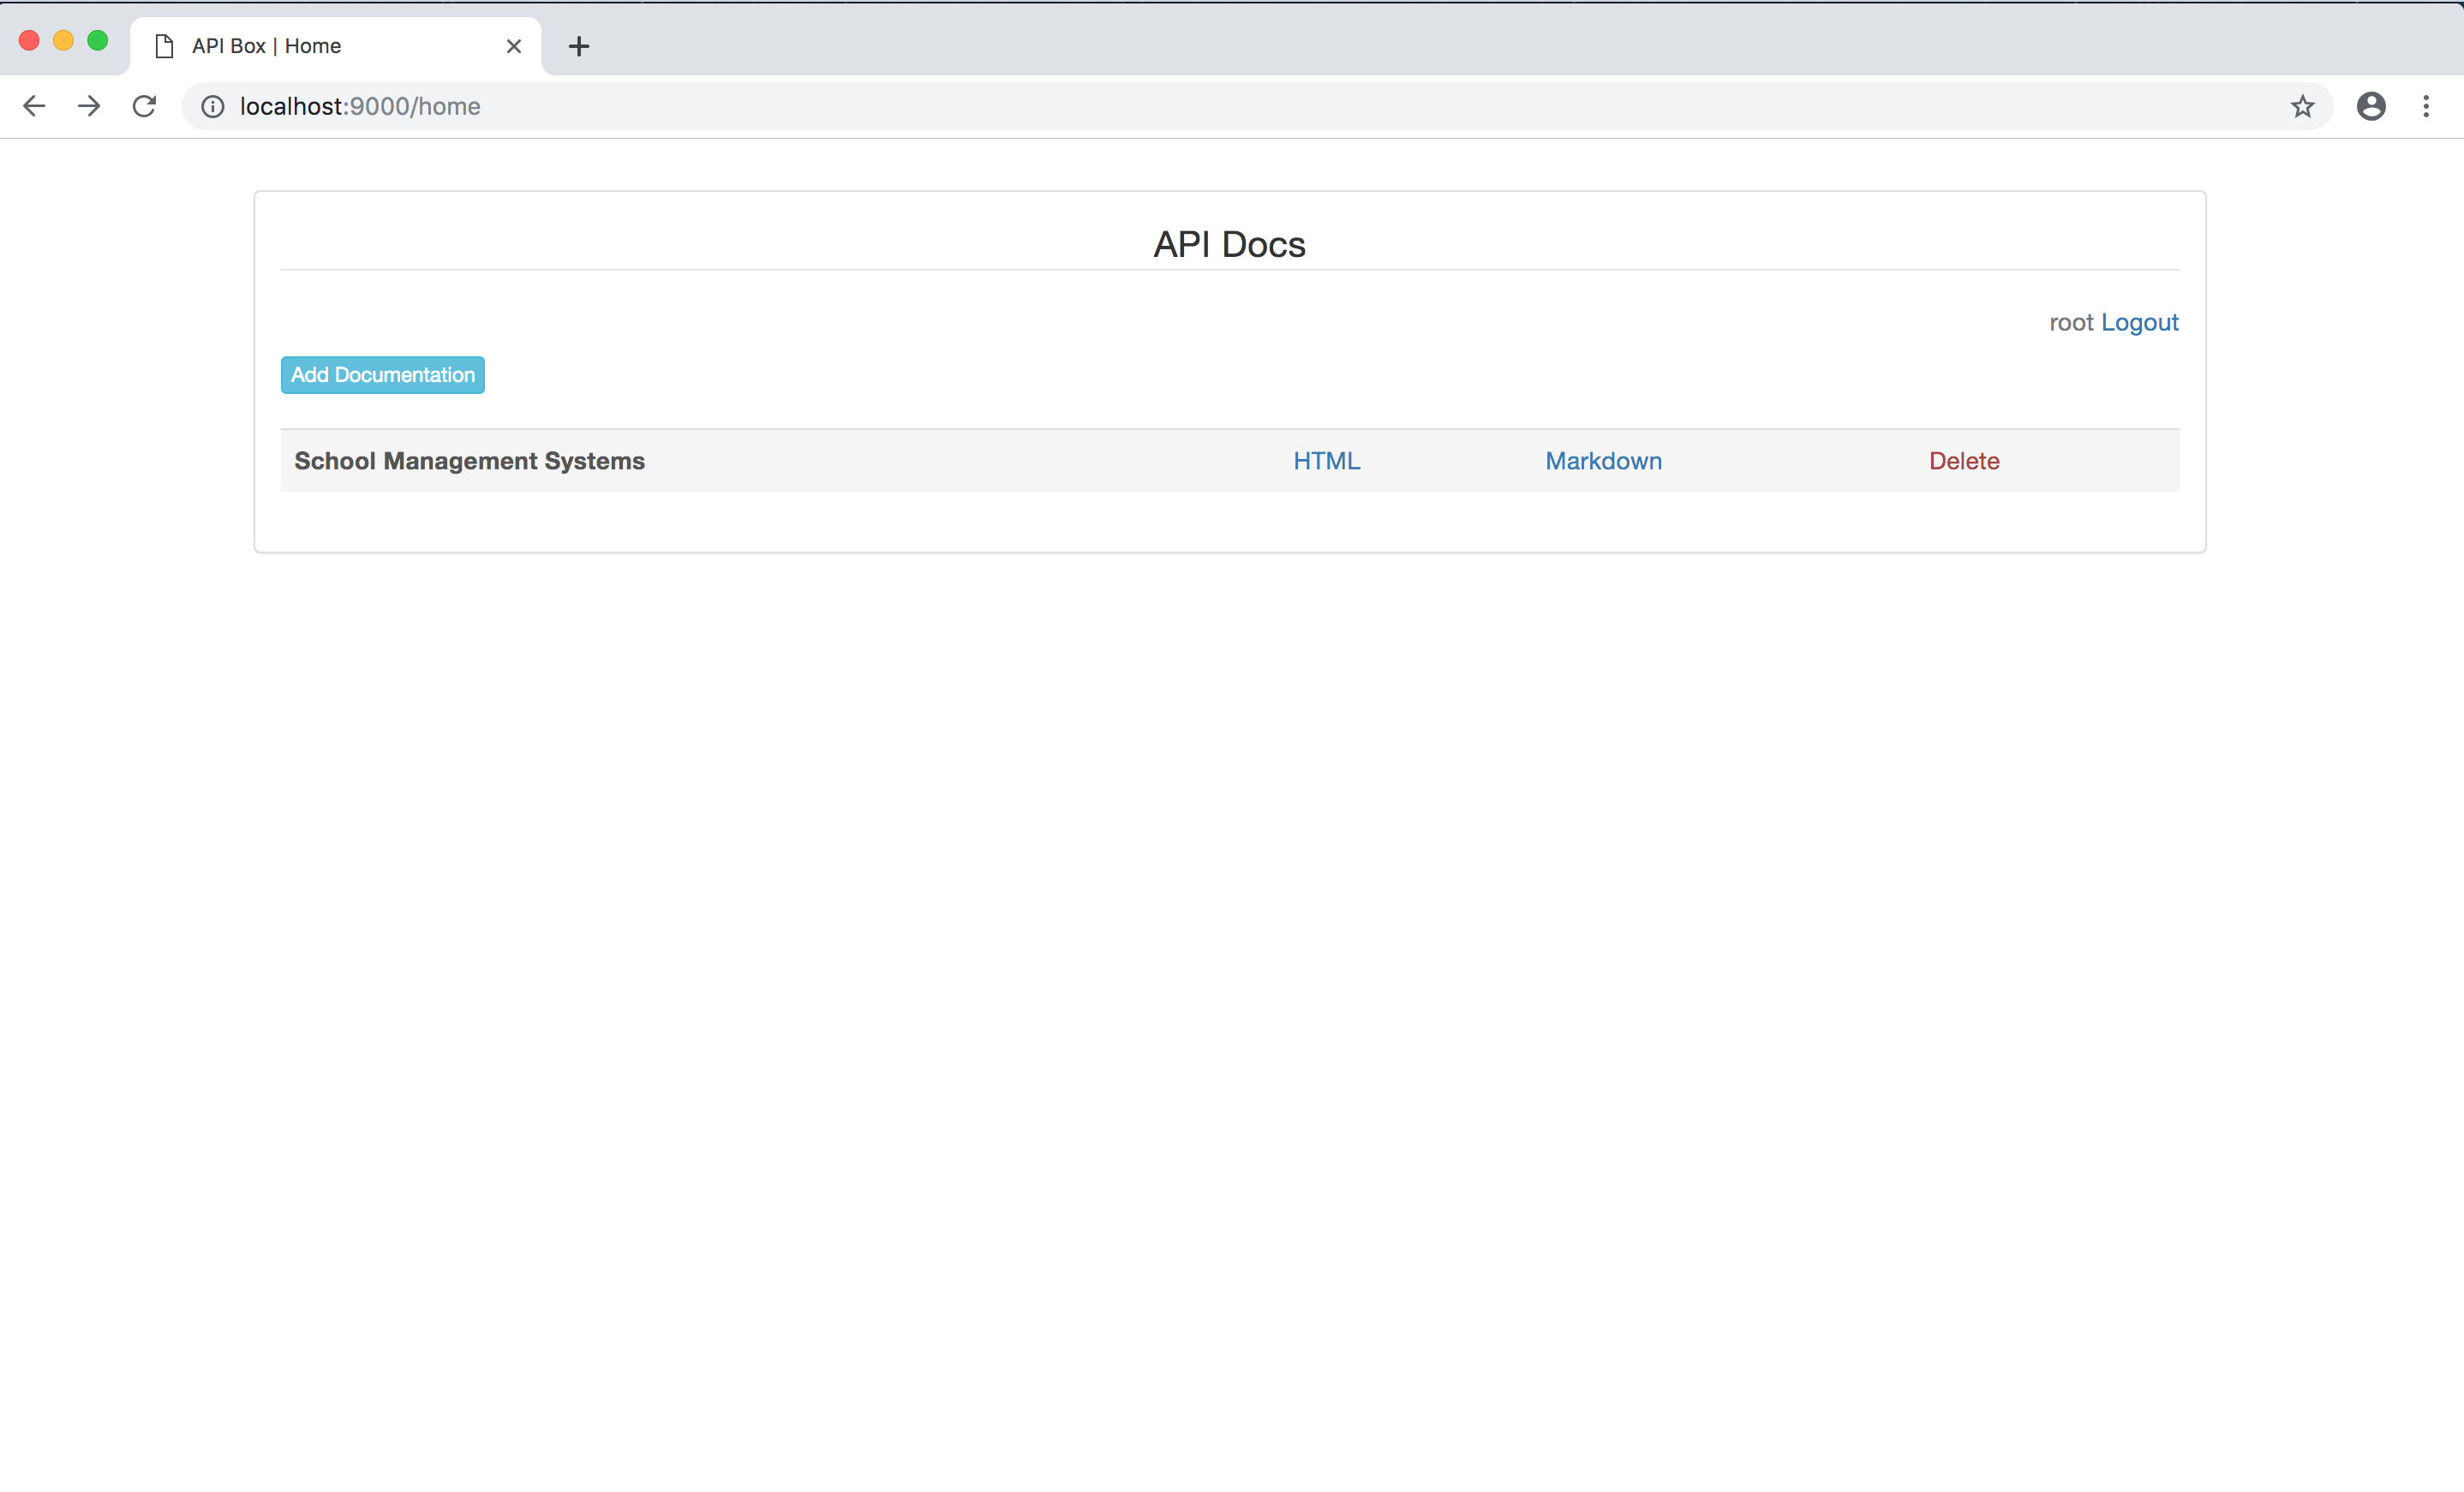 API Box | Home
localhost:9000/home
API Docs
root Logout
Add Documentation
School Management Systems HTML Markdown Delete